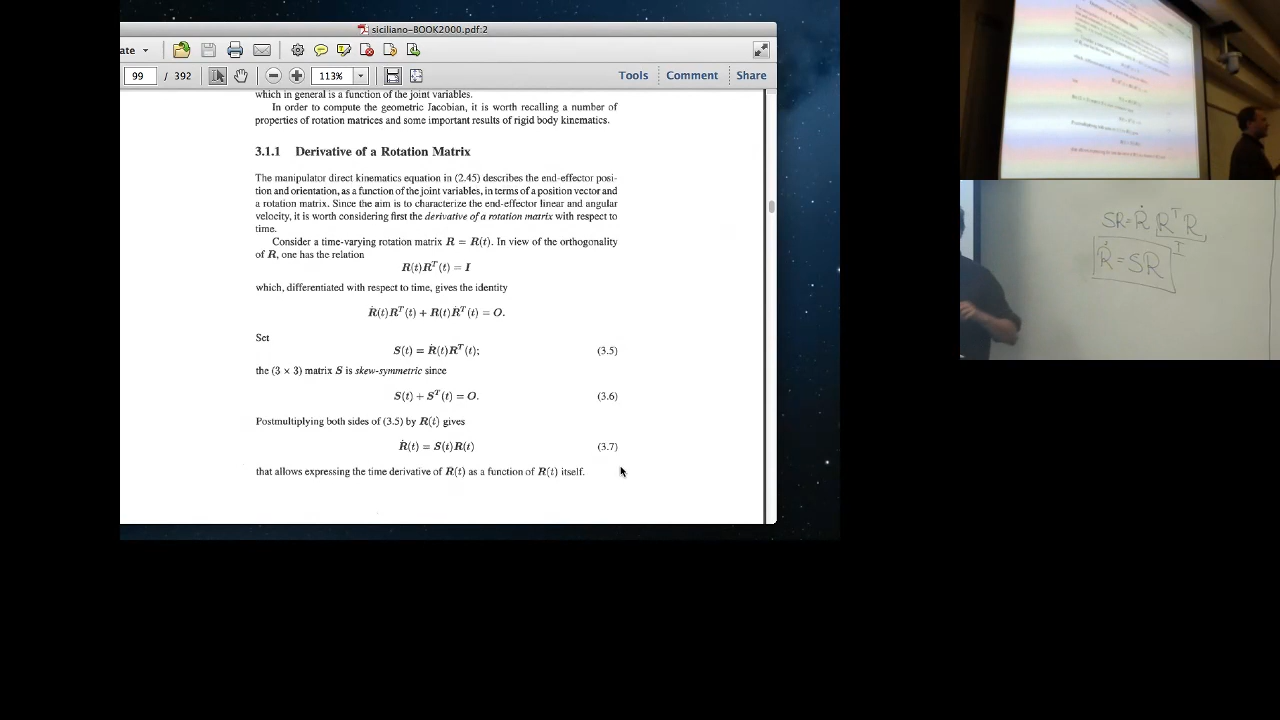 siciliano-BOOK2000.pdf:2
ate
99 / 392
113%
Tools Comment Share
which in general is a function of the joint variables.
In order to compute the geometric Jacobian, it is worth recalling a number of
properties of rotation matrices and some important results of rigid body kinematics.
3.1.1 Derivative of a Rotation Matrix
The manipulator direct kinematics equation in (2.45) describes the end-effector posi-
tion and orientation, as a function of the joint variables, in terms of a position vector and
a rotation matrix. Since the aim is to characterize the end-effector linear and angular
velocity, it is worth considering first the derivative of a rotation matrix with respect to
time.
Consider a time-varying rotation matrix R = R(t). In view of the orthogonality
of R, one has the relation
R(t)Rᵀ(t) = I
which, differentiated with respect to time, gives the identity
Ṙ(t)Rᵀ(t) + R(t)Ṙᵀ(t) = O.
Set
S(t) = Ṙ(t)Rᵀ(t); (3.5)
the (3 × 3) matrix S is skew-symmetric since
S(t) + Sᵀ(t) = O. (3.6)
Postmultiplying both sides of (3.5) by R(t) gives
Ṙ(t) = S(t)R(t) (3.7)
that allows expressing the time derivative of R(t) as a function of R(t) itself.
SR = Ṙ RᵀR
I
Ṙ = SR